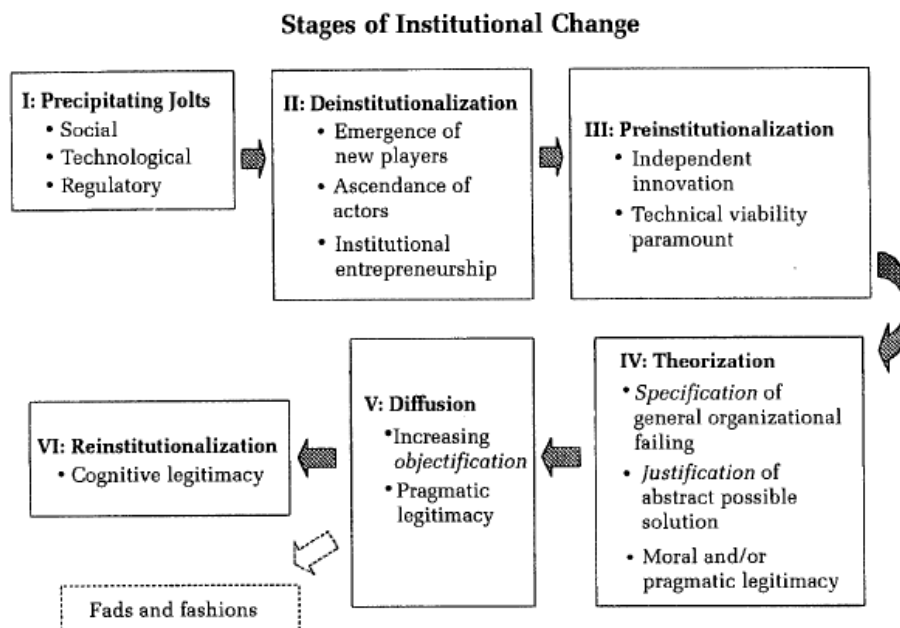 Stages of Institutional Change
I: Precipitating Jolts
• Social
• Technological
• Regulatory
II: Deinstitutionalization
• Emergence of
new players
• Ascendance of
actors
• Institutional
entrepreneurship
III: Preinstitutionalization
• Independent
innovation
• Technical viability
paramount
IV: Theorization
• Specification of
general organizational
failing
• Justification of
abstract possible
solution
• Moral and/or
pragmatic legitimacy
V: Diffusion
• Increasing
objectification
• Pragmatic
legitimacy
VI: Reinstitutionalization
• Cognitive legitimacy
Fads and fashions